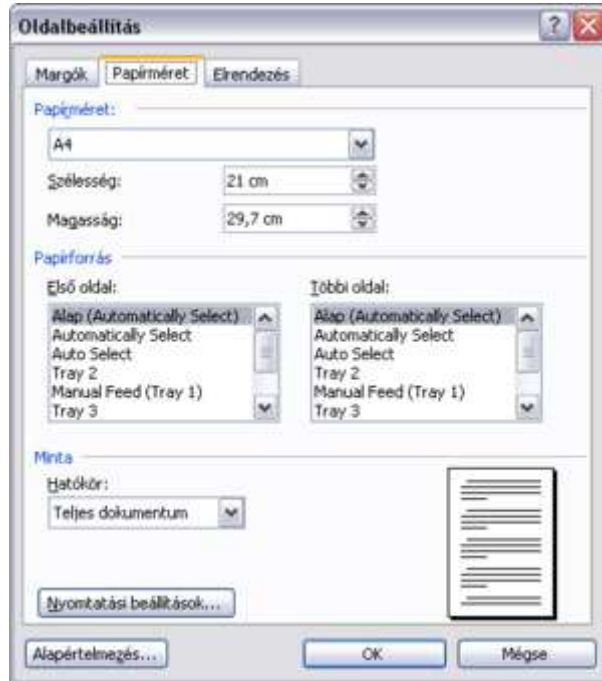 Oldalbeállítás
Margók Papírméret Elrendezés
Papírméret:
A4
Szélesség: 21 cm
Magasság: 29,7 cm
Papírforrás
Első oldal: Többi oldal:
Alap (Automatically Select) Alap (Automatically Select)
Automatically Select Automatically Select
Auto Select Auto Select
Tray 2 Tray 2
Manual Feed (Tray 1) Manual Feed (Tray 1)
Tray 3 Tray 3
Minta
Hatókör:
Teljes dokumentum
Nyomtatási beállítások...
Alapértelmezés... OK Mégse